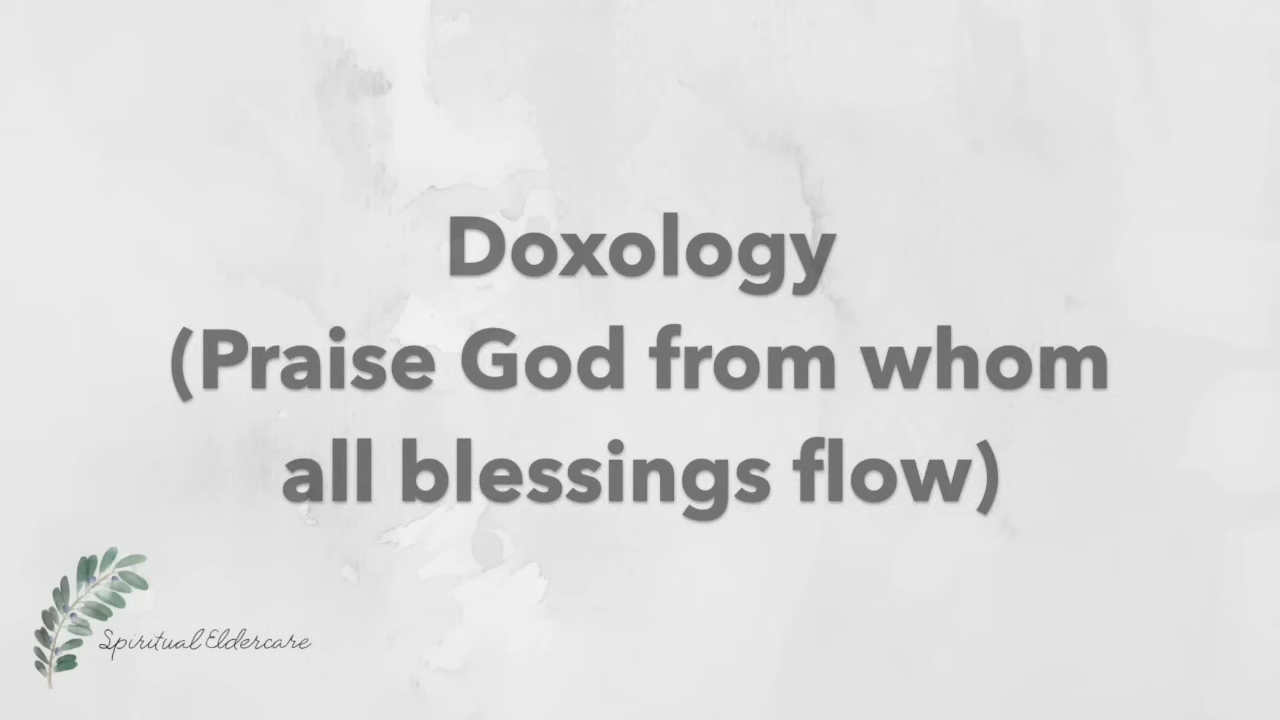 Doxology
(Praise God from whom
all blessings flow)
Spiritual Eldercare